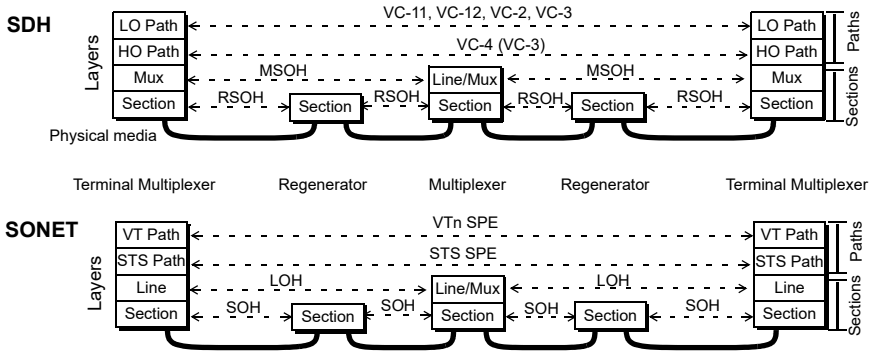 SDH
Layers
LO Path
VC-11, VC-12, VC-2, VC-3
LO Path
HO Path
VC-4 (VC-3)
HO Path
Mux
MSOH
Line/Mux
MSOH
Mux
Section
RSOH
Section
RSOH
Section
RSOH
Section
RSOH
Section
Paths
Sections
Physical media
Terminal Multiplexer
Regenerator
Multiplexer
Regenerator
Terminal Multiplexer
SONET
Layers
VT Path
VTn SPE
VT Path
STS Path
STS SPE
STS Path
Line
LOH
Line/Mux
LOH
Line
Section
SOH
Section
SOH
Section
SOH
Section
SOH
Section
Paths
Sections